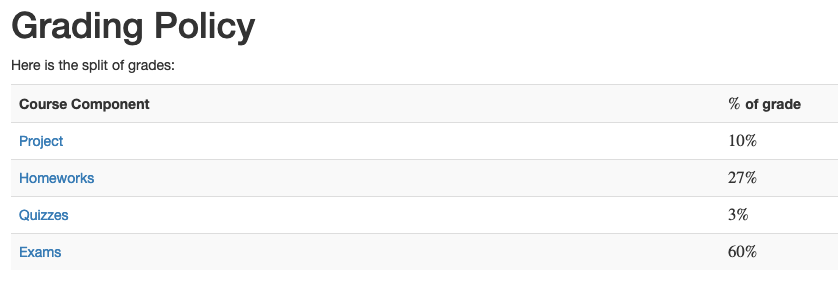 Grading Policy
Here is the split of grades:
Course Component % of grade
Project 10%
Homeworks 27%
Quizzes 3%
Exams 60%